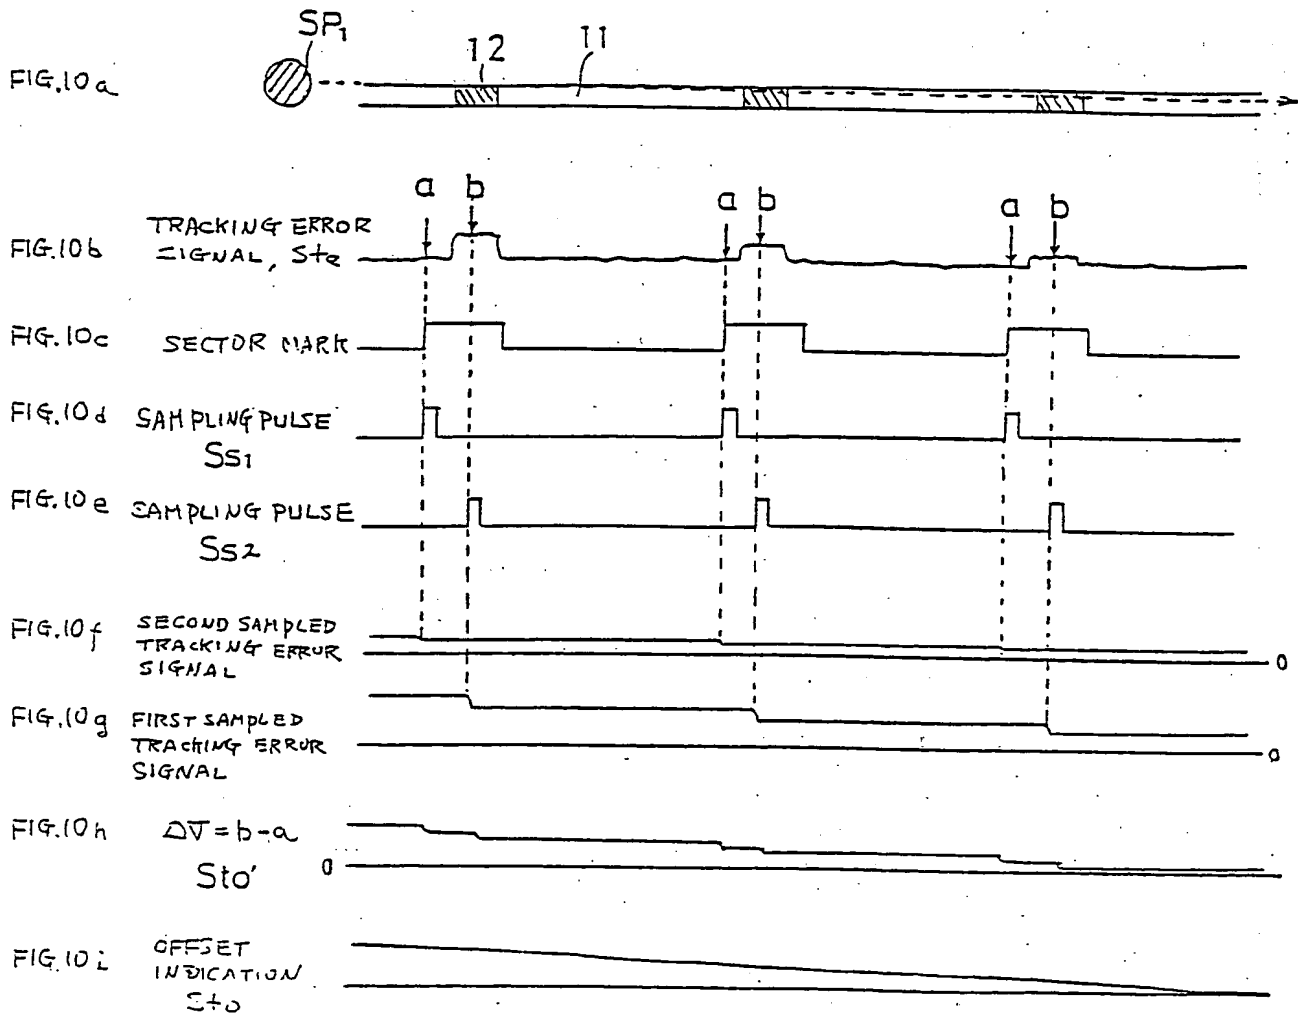 SP1
12
11
FIG.10a
a
b
a
b
a
b
FIG.10b
TRACKING ERROR
SIGNAL, Ste
FIG.10c
SECTOR MARK
FIG.10d
SAMPLING PULSE
Ss1
FIG.10e
SAMPLING PULSE
Ss2
FIG.10f
SECOND SAMPLED
TRACKING ERROR
SIGNAL
0
FIG.10g
FIRST SAMPLED
TRACKING ERROR
SIGNAL
0
FIG.10h
ΔV=b-a
Sto'
0
FIG.10i
OFFSET
INDICATION
Sto